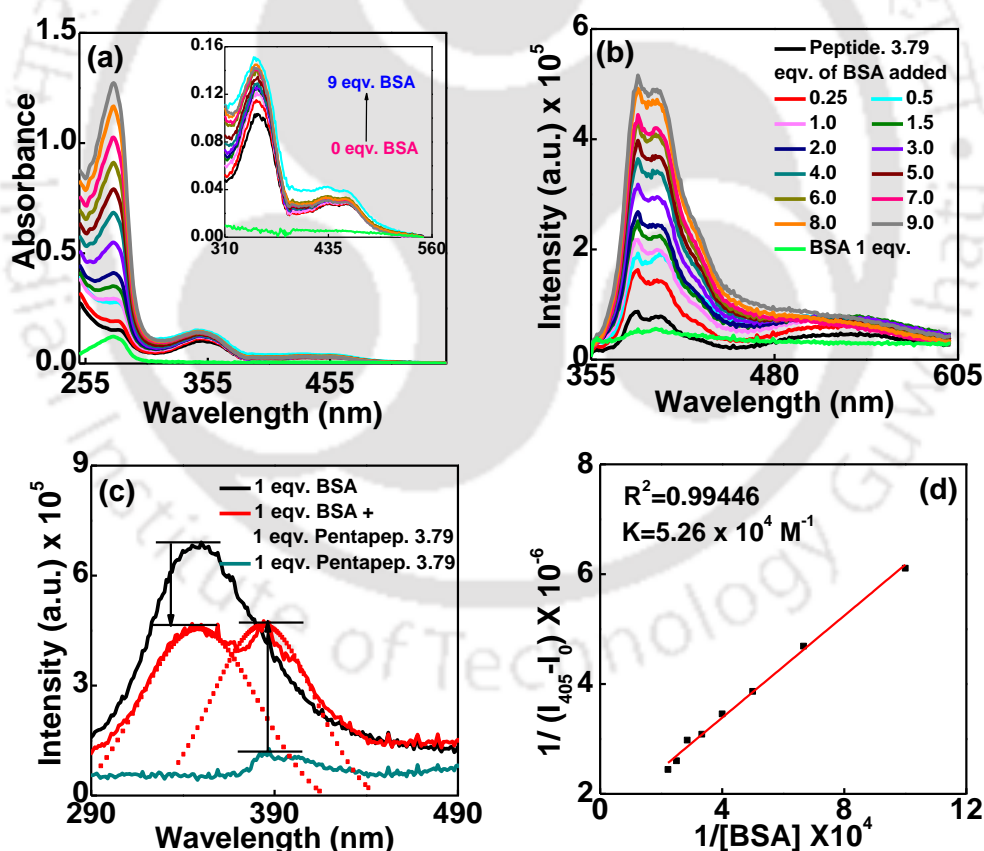 (a)
Absorbance
1.5
1.0
0.5
0.0
255
355
455
Wavelength (nm)
0.16
0.12
0.08
0.04
0.00
310
435
560
9 eqv. BSA
0 eqv. BSA
(b)
Intensity (a.u.) x 10^5
6
4
2
0
355
480
605
Wavelength (nm)
Peptide. 3.79
eqv. of BSA added
0.25 0.5
1.0 1.5
2.0 3.0
4.0 5.0
6.0 7.0
8.0 9.0
BSA 1 eqv.
(c)
Intensity (a.u.) x 10^5
9
6
3
0
290
390
490
Wavelength (nm)
1 eqv. BSA
1 eqv. BSA +
1 eqv. Pentapep. 3.79
1 eqv. Pentapep. 3.79
(d)
1/ (I_405-I_0) X 10^-6
8
6
4
2
0
4
8
12
1/[BSA] X10^4
R^2=0.99446
K=5.26 x 10^4 M^-1
Institute of Technology Guwahati